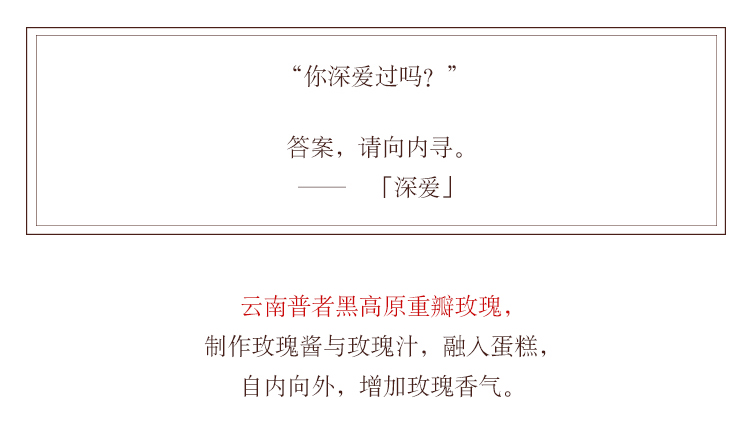 “你深爱过吗？”
答案，请向内寻。
——　「深爱」
云南普者黑高原重瓣玫瑰，
制作玫瑰酱与玫瑰汁，融入蛋糕，
自内向外，增加玫瑰香气。